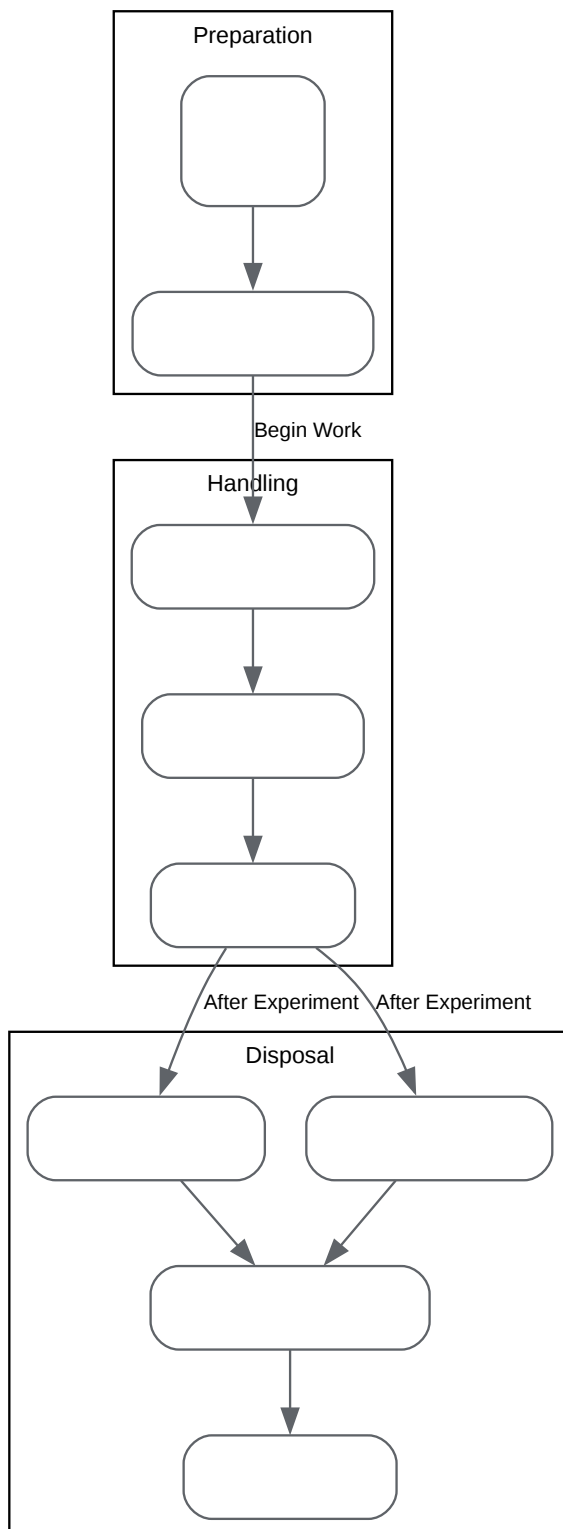 Preparation
Begin Work
Handling
After Experiment
After Experiment
Disposal